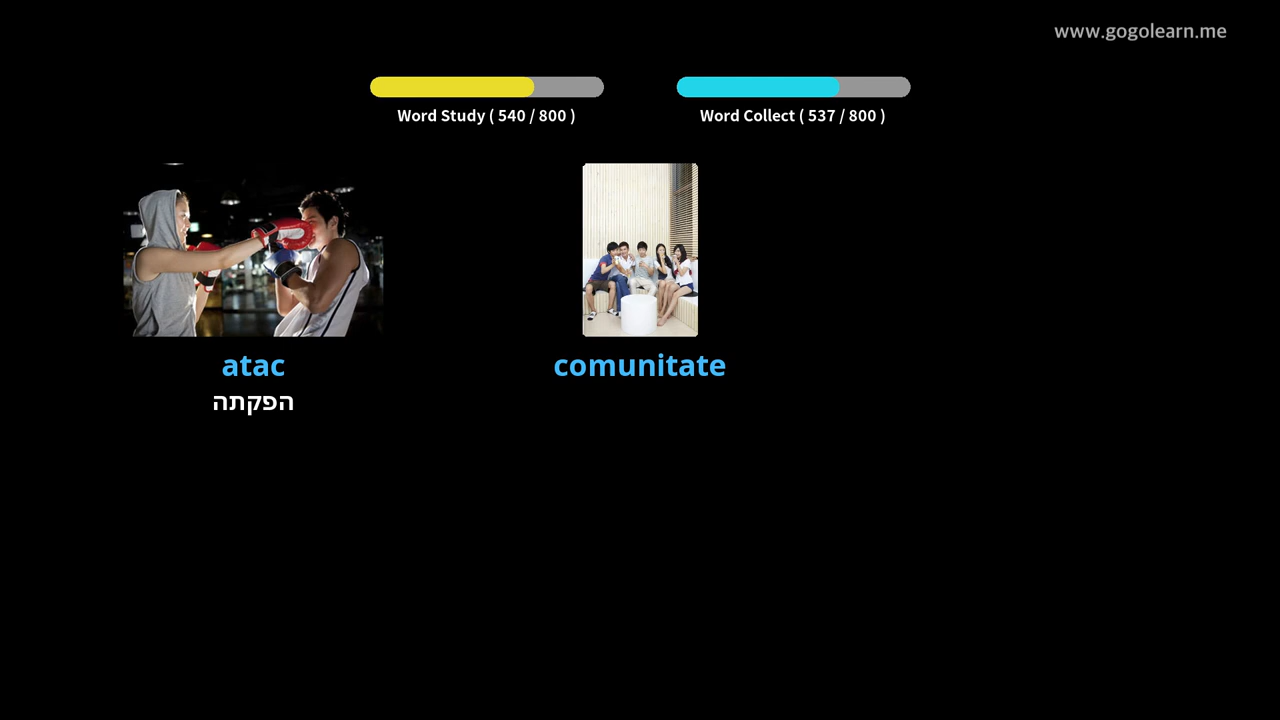 www.gogolearn.me
Word Study ( 540 / 800 )
Word Collect ( 537 / 800 )
atac
הפקתה
comunitate